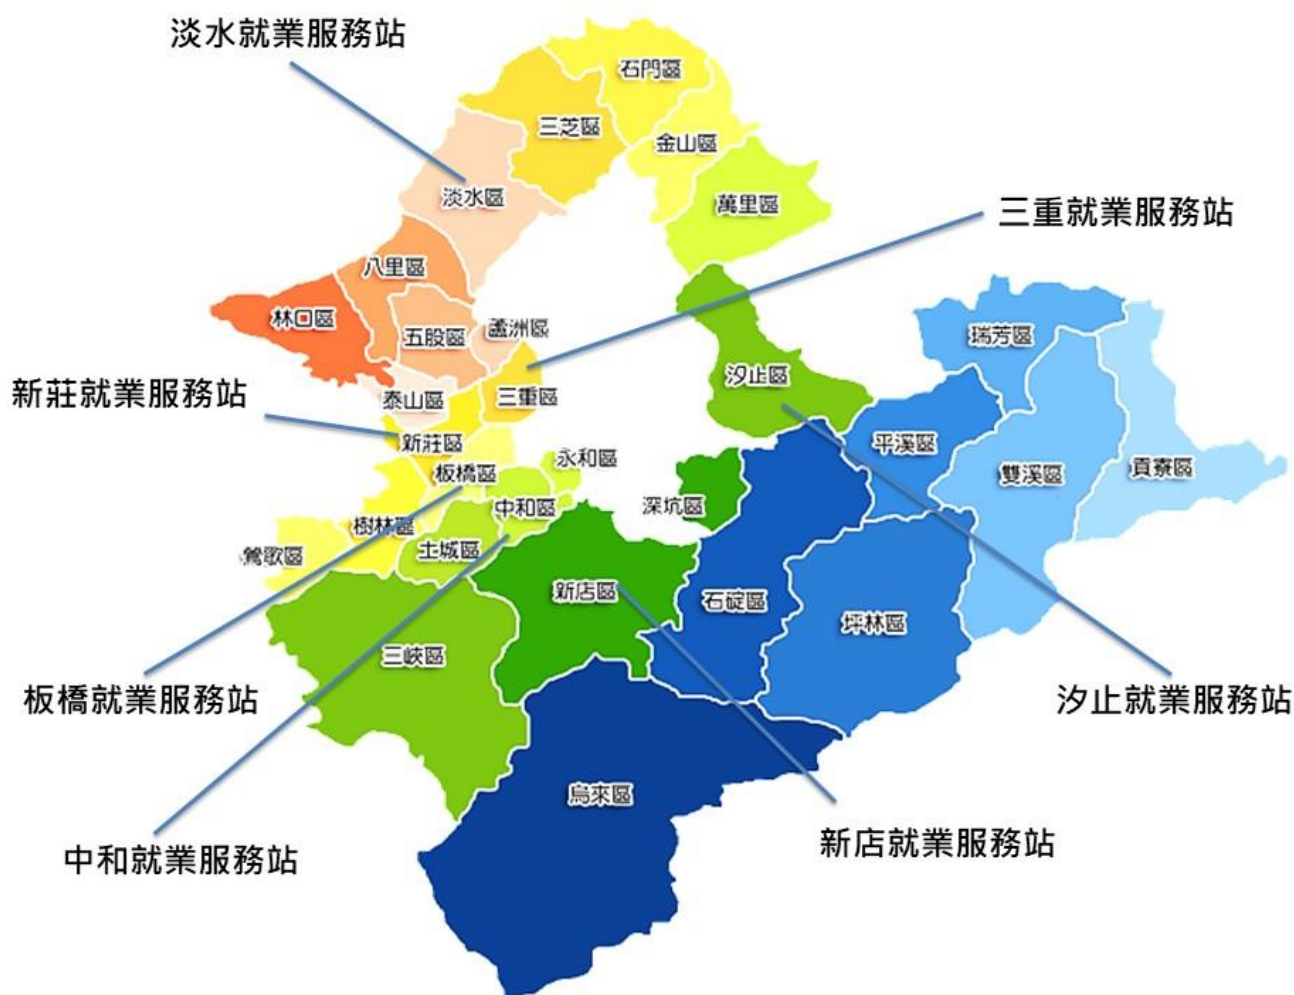 淡水就業服務站
石門區
三芝區
金山區
淡水區
萬里區
三重就業服務站
八里區
林口區
五股區
蘆洲區
瑞芳區
汐止區
新莊就業服務站
泰山區
三重區
新莊區
平溪區
永和區
板橋區
雙溪區
貢寮區
中和區
深坑區
樹林區
鶯歌區
土城區
新店區
石碇區
坪林區
三峽區
板橋就業服務站
汐止就業服務站
烏來區
中和就業服務站
新店就業服務站